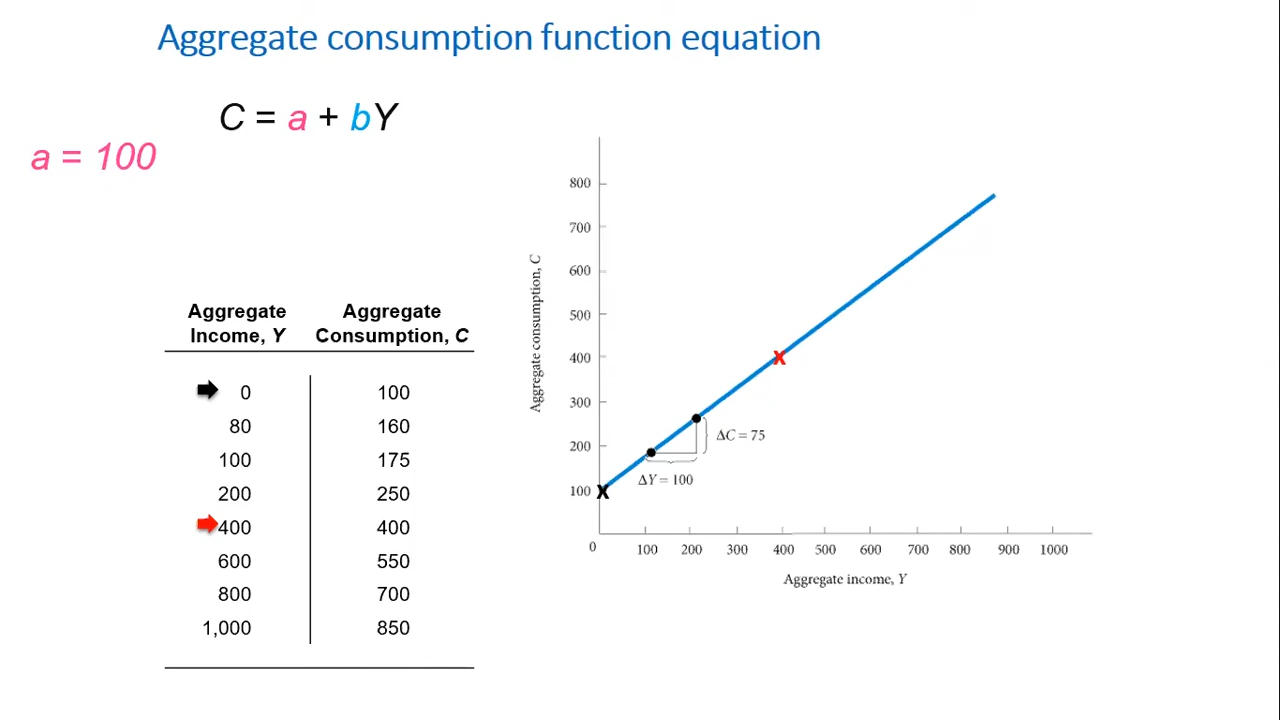 Aggregate consumption function equation
C = a + bY
a = 100
Aggregate Income, Y Aggregate Consumption, C
0 100
80 160
100 175
200 250
400 400
600 550
800 700
1,000 850
Aggregate consumption, C
800
700
600
500
400
300
200
100
X
X
ΔC = 75
ΔY = 100
0 100 200 300 400 500 600 700 800 900 1000
Aggregate income, Y